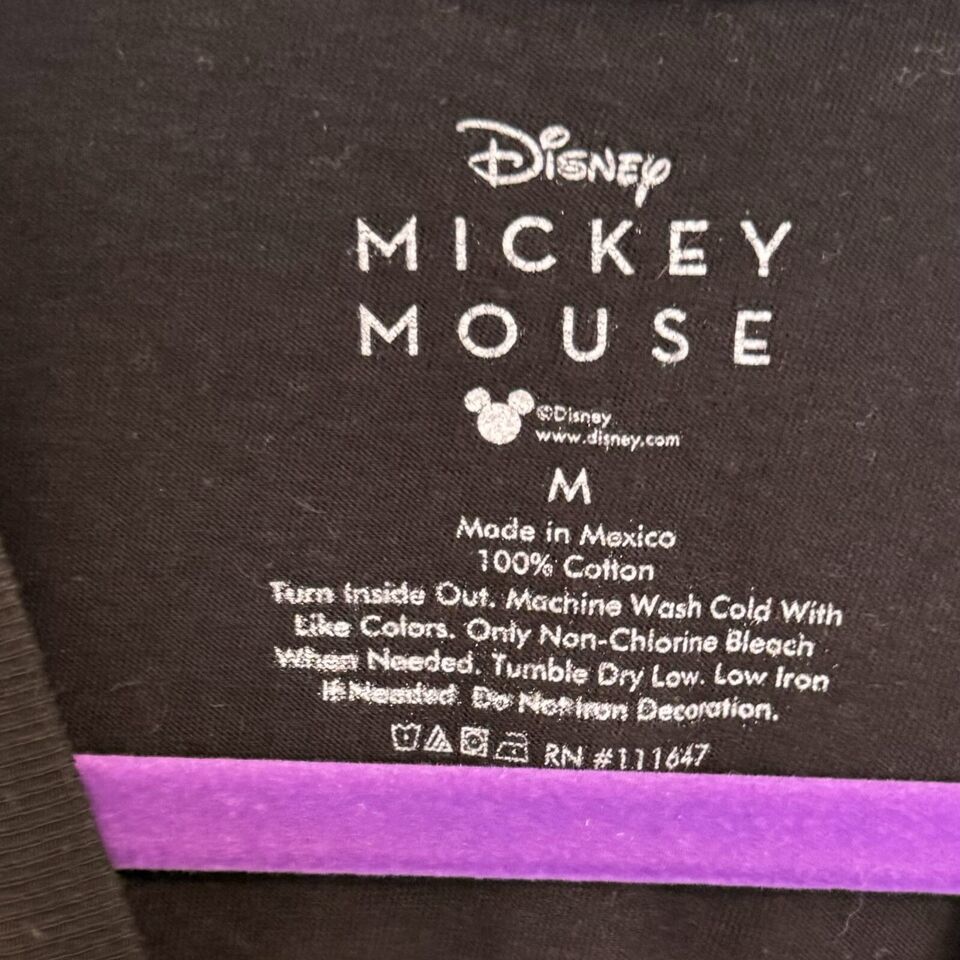 Disney
MICKEY
MOUSE
©Disney
www.disney.com
M
Made in Mexico
100% Cotton
Turn Inside Out. Machine Wash Cold With
Like Colors. Only Non-Chlorine Bleach
When Needed. Tumble Dry Low. Low Iron
If Needed. Do Not Iron Decoration.
RN #111647